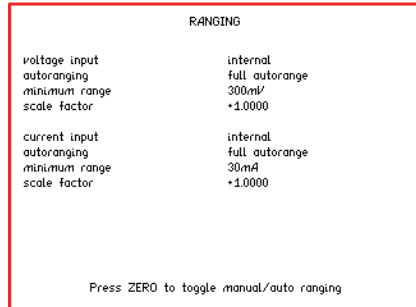 RANGING
voltage input internal
autoranging full autorange
minimum range 300mV
scale factor +1.0000
current input internal
autoranging full autorange
minimum range 30mA
scale factor +1.0000
Press ZERO to toggle manual/auto ranging